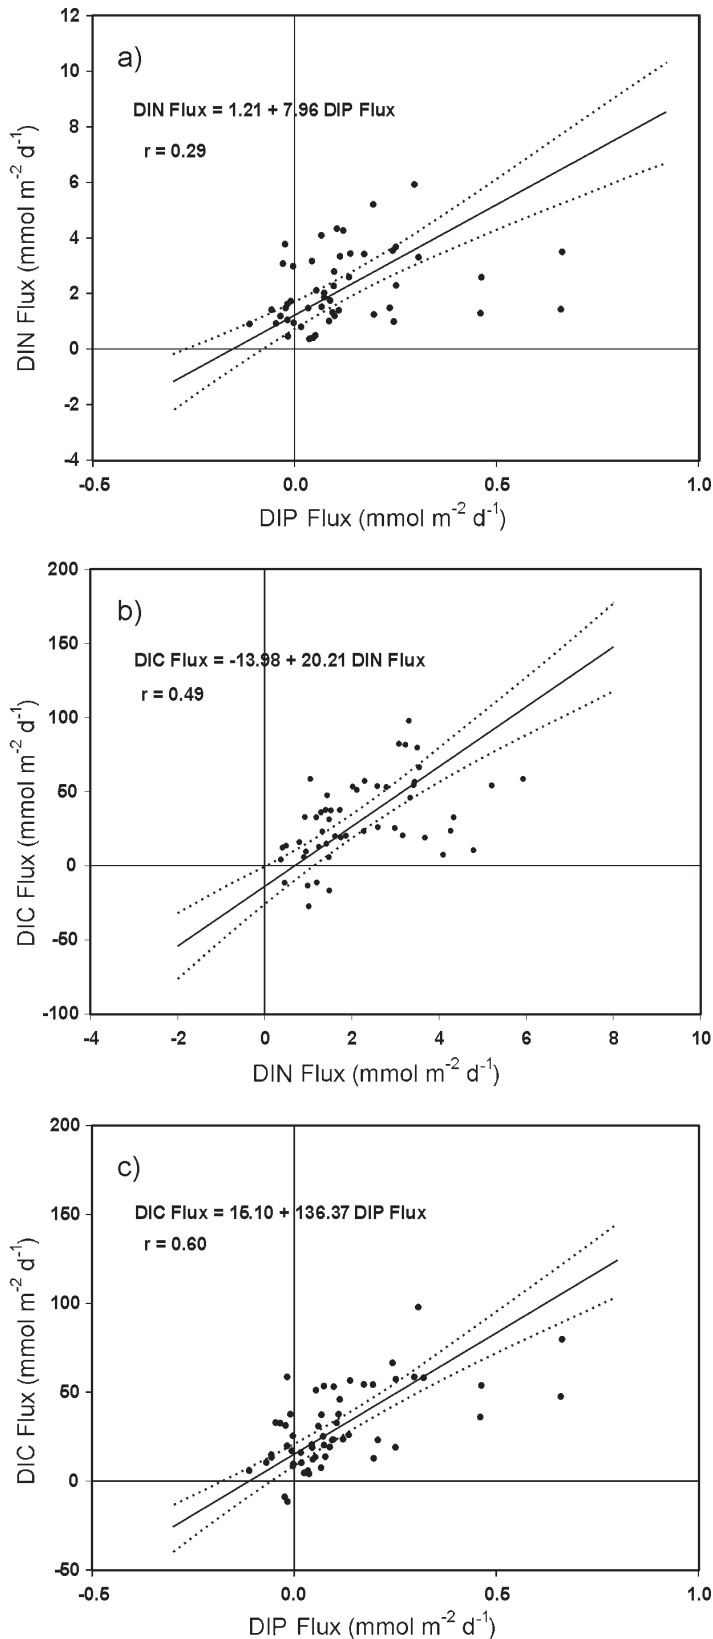 12
10
8
6
4
2
0
-2
-4
a)
DIN Flux = 1.21 + 7.96 DIP Flux
r = 0.29
DIN Flux (mmol m-2 d-1)
-0.5 0.0 0.5 1.0
DIP Flux (mmol m-2 d-1)
200
150
100
50
0
-50
-100
b)
DIC Flux = -13.98 + 20.21 DIN Flux
r = 0.49
DIC Flux (mmol m-2 d-1)
-4 -2 0 2 4 6 8 10
DIN Flux (mmol m-2 d-1)
200
150
100
50
0
-50
c)
DIC Flux = 15.10 + 136.37 DIP Flux
r = 0.60
DIC Flux (mmol m-2 d-1)
-0.5 0.0 0.5 1.0
DIP Flux (mmol m-2 d-1)